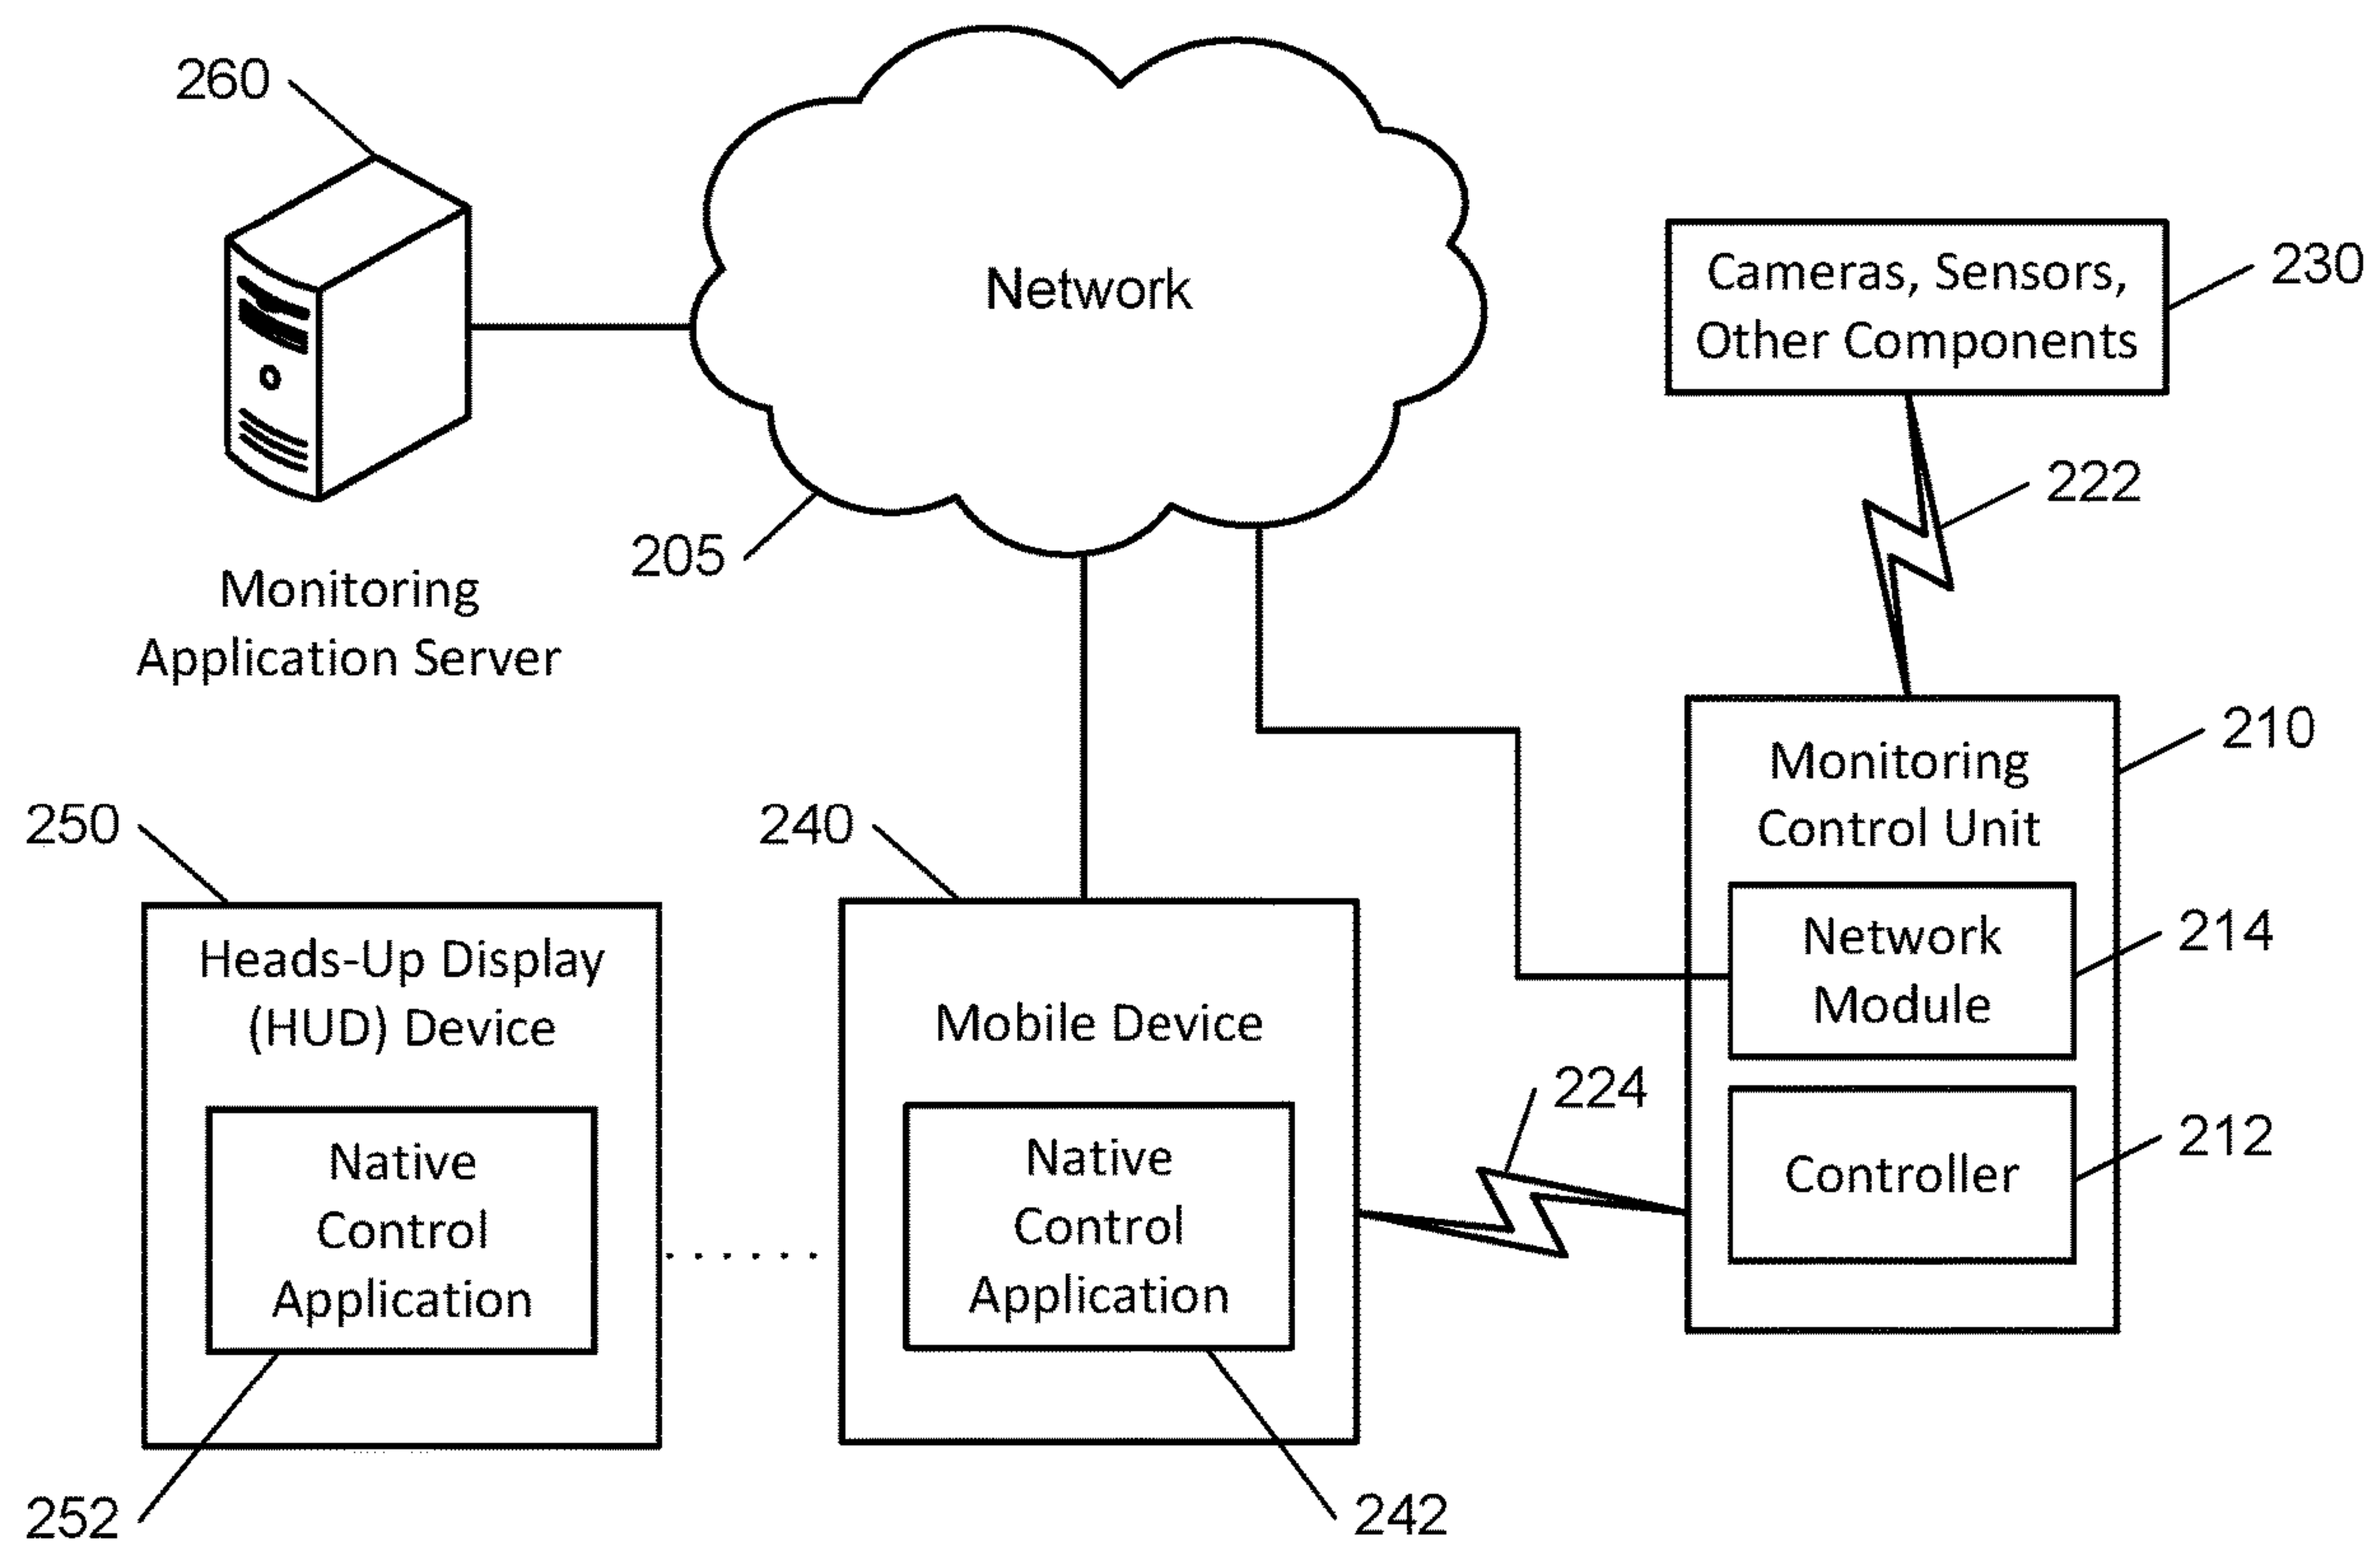 260
Network
Cameras, Sensors,
Other Components
230
222
205
Monitoring
Application Server
210
Monitoring
Control Unit
250
240
Network
Module
214
Heads-Up Display
(HUD) Device
Mobile Device
224
Controller
212
Native
Control
Application
Native
Control
Application
252
242